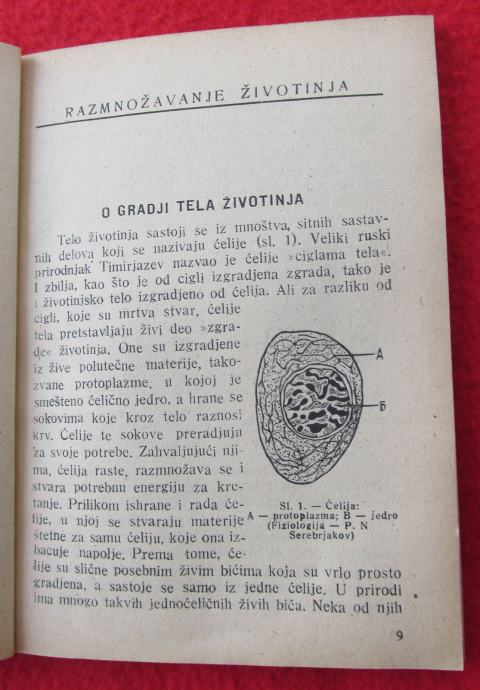 RAZMNOŽAVANJE ŽIVOTINJA
O GRADJI TELA ŽIVOTINJA
Telo životinja sastoji se iz mnoštva, sitnih sastav-
nih delova koji se nazivaju ćelije (sl. 1). Veliki ruski
prirodnjak Timirjazev nazvao je ćelije »ciglama tela«.
I zbilja, kao što je od cigli izgradjena zgrada, tako je
i životinjsko telo izgradjeno od ćelija. Ali za razliku od
cigli, koje su mrtva stvar, ćelije
tela pretstavljaju živi deo »zgra-
de« životinja. One su izgradjene
iz žive polutečne materije, tako-
zvane protoplazme, u kojoj je
smešteno ćelično jedro, a hrane se
sokovima koje kroz telo raznosi
krv. Ćelije te sokove preradjuju
za svoje potrebe. Zahvaljujući nji-
ma, ćelija raste, razmnožava se i
stvara potrebnu energiju za kre-
tanje. Prilikom ishrane i rada će-
lije, u njoj se stvaraju materije
štetne za samu ćeliju, koje ona iz-
bacuje napolje. Prema tome, će-
lije su slične posebnim živim bićima koja su vrlo prosto
gradjena, a sastoje se samo iz jedne ćelije. U prirodi
ima mnogo takvih jednoćeličnih živih bića. Neka od njih
A
Б
Sl. 1. — Ćelija:
A — protoplazma; B — jedro
(Fiziologija — P. N.
Serebrjakov)
9